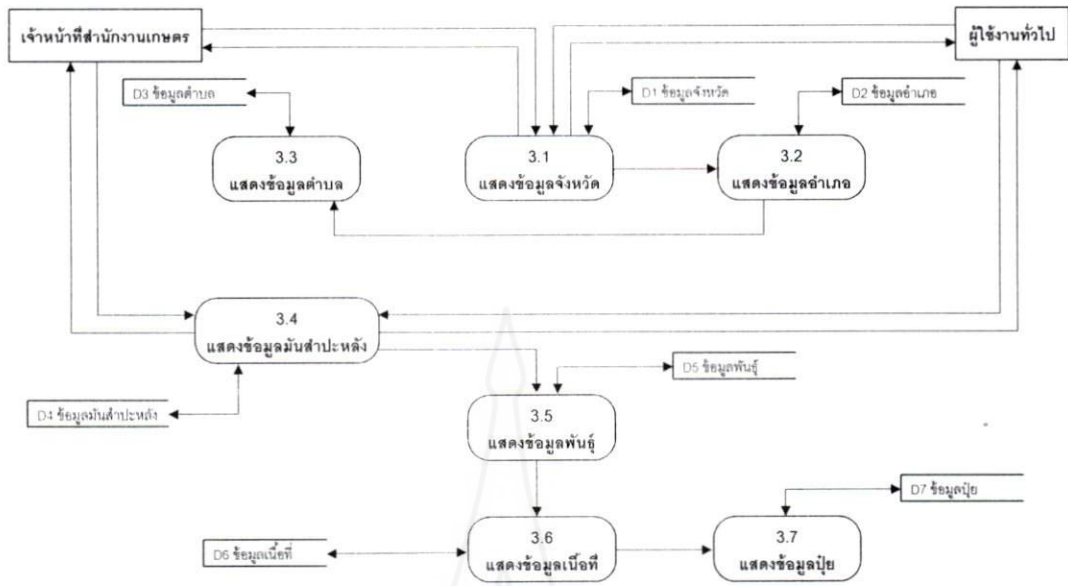 เจ้าหน้าที่สำนักงานเกษตร
ผู้ใช้งานทั่วไป
D3 ข้อมูลตำบล
D1 ข้อมูลจังหวัด
D2 ข้อมูลอำเภอ
3.3
แสดงข้อมูลตำบล
3.1
แสดงข้อมูลจังหวัด
3.2
แสดงข้อมูลอำเภอ
3.4
แสดงข้อมูลมันสำปะหลัง
D5 ข้อมูลพันธุ์
D4 ข้อมูลมันสำปะหลัง
3.5
แสดงข้อมูลพันธุ์
D7 ข้อมูลปุ๋ย
D6 ข้อมูลเนื้อที่
3.6
แสดงข้อมูลเนื้อที่
3.7
แสดงข้อมูลปุ๋ย